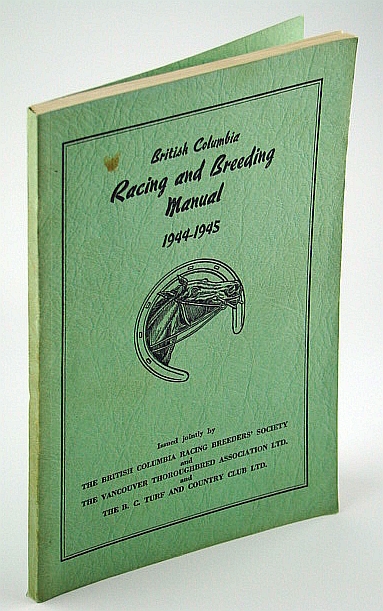 British Columbia
Racing and Breeding
Manual
1944-1945
Issued jointly by
THE BRITISH COLUMBIA RACING BREEDERS' SOCIETY
and
THE VANCOUVER THOROUGHBRED ASSOCIATION LTD.
and
THE B. C. TURF AND COUNTRY CLUB LTD.